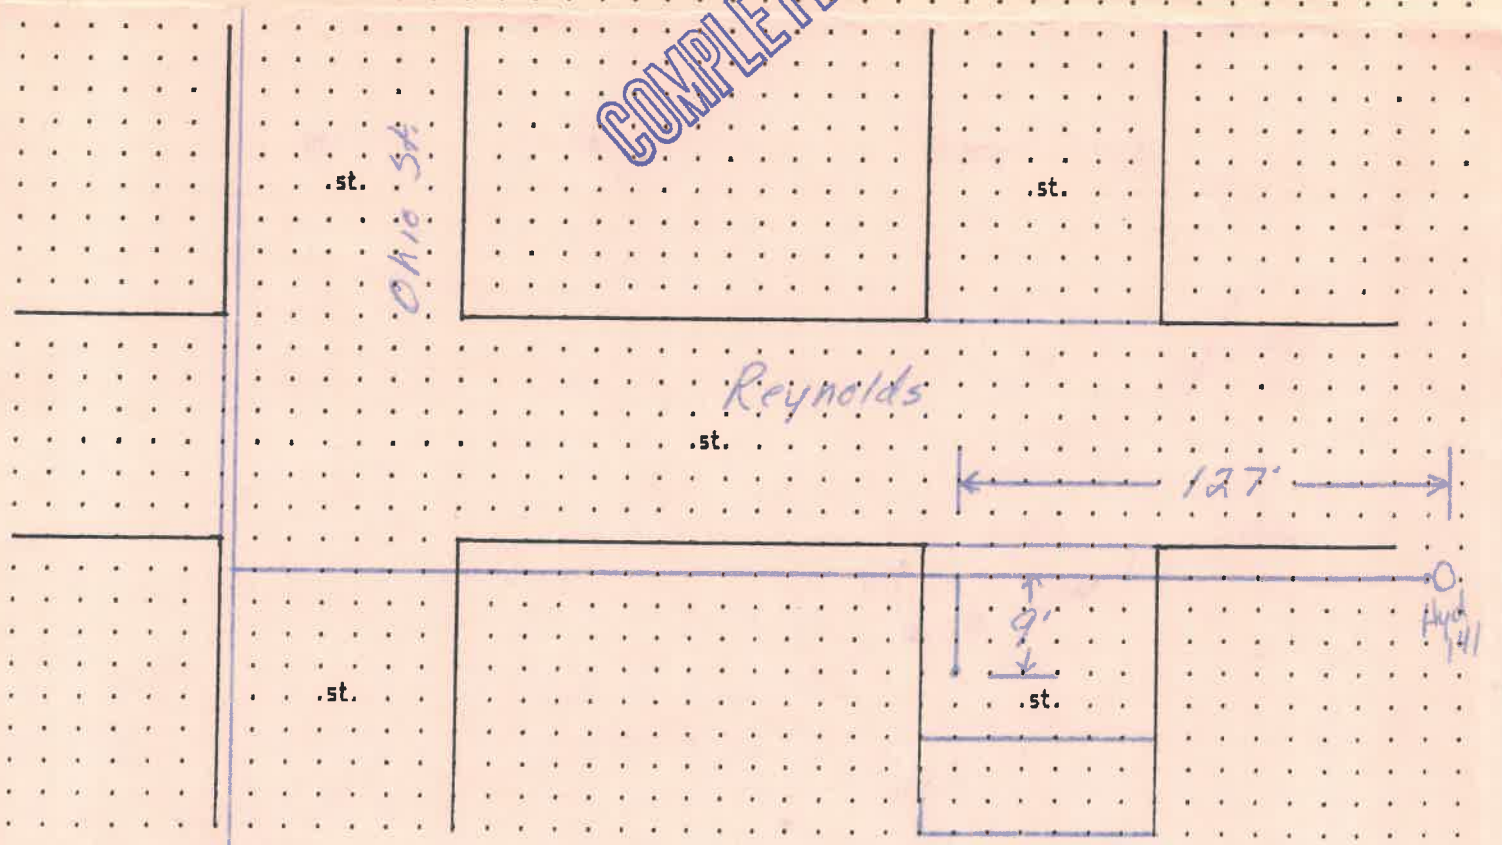 COMPLETE
.st.
Ohio St.
.st.
Reynolds
.st.
127'
9'
Hyd
141
.st.
.st.